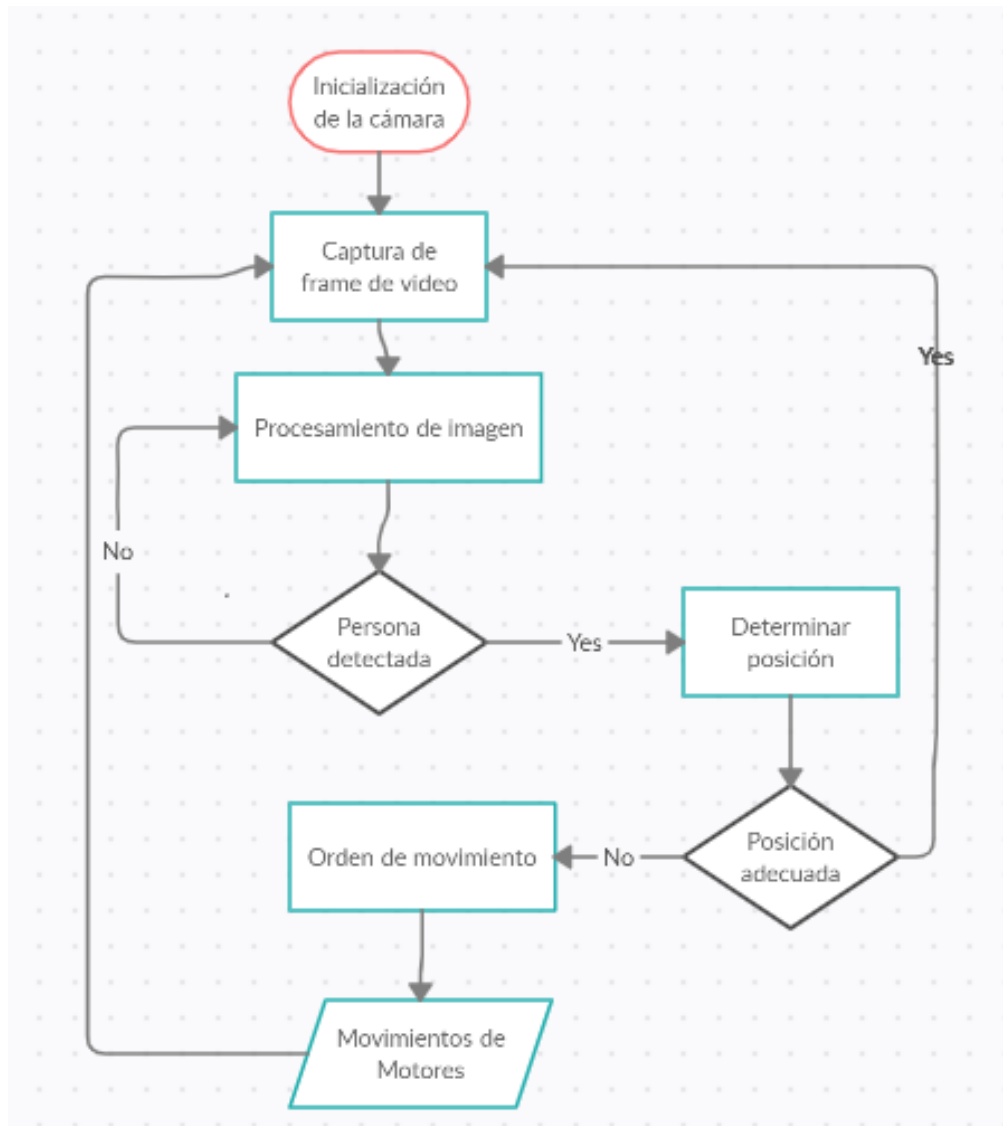 Inicialización
de la cámara
Captura de
frame de video
Yes
Procesamiento de imagen
No
Persona
detectada
Yes
Determinar
posición
Orden de movimiento
No
Posición
adecuada
Movimientos de
Motores